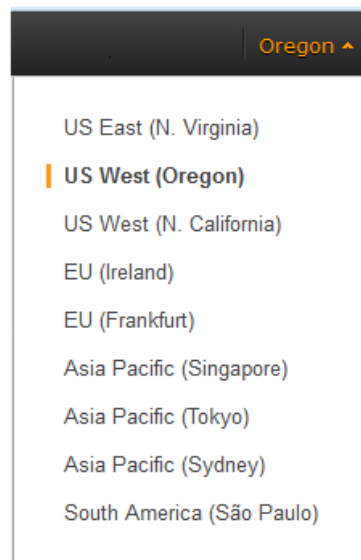 Oregon
US East (N. Virginia)
US West (Oregon)
US West (N. California)
EU (Ireland)
EU (Frankfurt)
Asia Pacific (Singapore)
Asia Pacific (Tokyo)
Asia Pacific (Sydney)
South America (São Paulo)